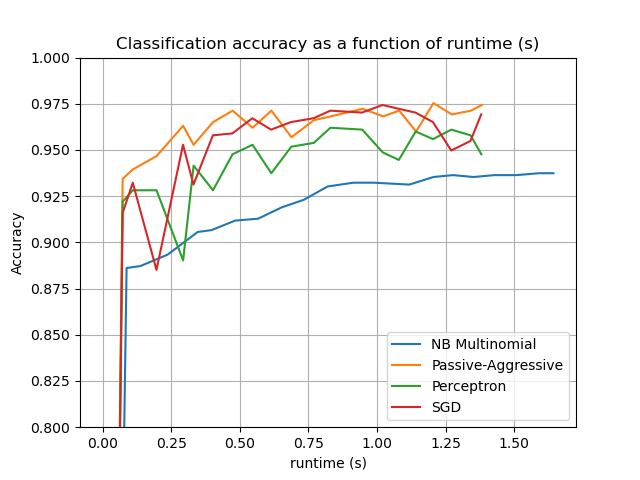 Classification accuracy as a function of runtime (s)
1.000
0.975
0.950
0.925
0.900
0.875
0.850
0.825
0.800
Accuracy
NB Multinomial
Passive-Aggressive
Perceptron
SGD
0.00 0.25 0.50 0.75 1.00 1.25 1.50
runtime (s)